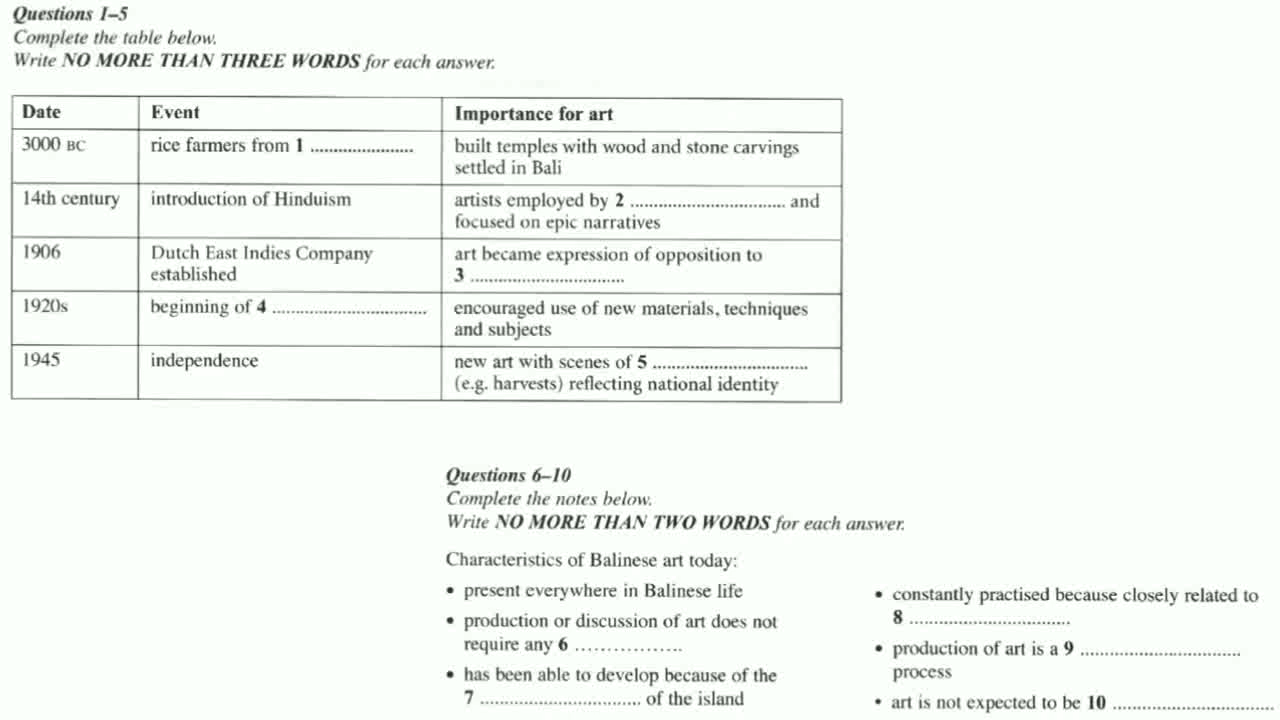 Questions 1–5
Complete the table below.
Write NO MORE THAN THREE WORDS for each answer.
Date Event Importance for art
3000 BC rice farmers from 1 ...................... built temples with wood and stone carvings
settled in Bali
14th century introduction of Hinduism artists employed by 2 ................................. and
focused on epic narratives
1906 Dutch East Indies Company art became expression of opposition to
established 3 .................................
1920s beginning of 4 ................................. encouraged use of new materials, techniques
and subjects
1945 independence new art with scenes of 5 .................................
(e.g. harvests) reflecting national identity
Questions 6–10
Complete the notes below.
Write NO MORE THAN TWO WORDS for each answer.
Characteristics of Balinese art today:
• present everywhere in Balinese life
• production or discussion of art does not
require any 6 ..................
• has been able to develop because of the
7 .................................. of the island
• constantly practised because closely related to
8 ..................................
• production of art is a 9 ..................................
process
• art is not expected to be 10 ..................................